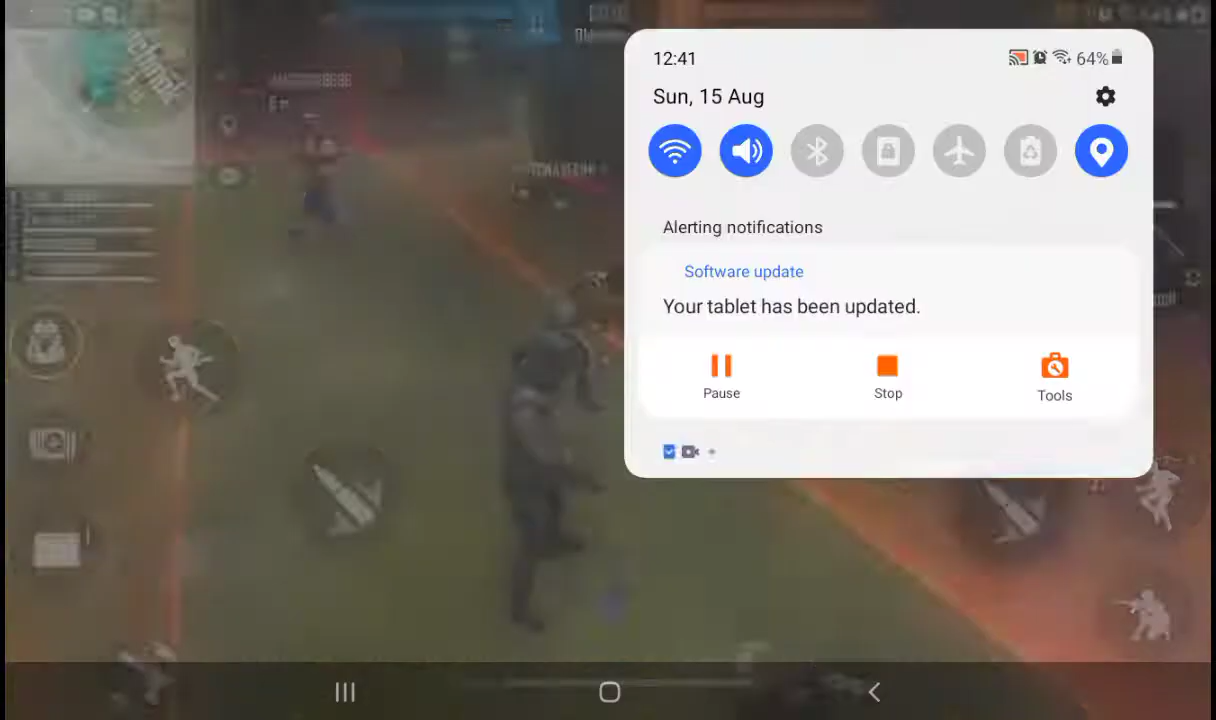 12:41
64%
Sun, 15 Aug
Alerting notifications
Software update
Your tablet has been updated.
Pause
Stop
Tools